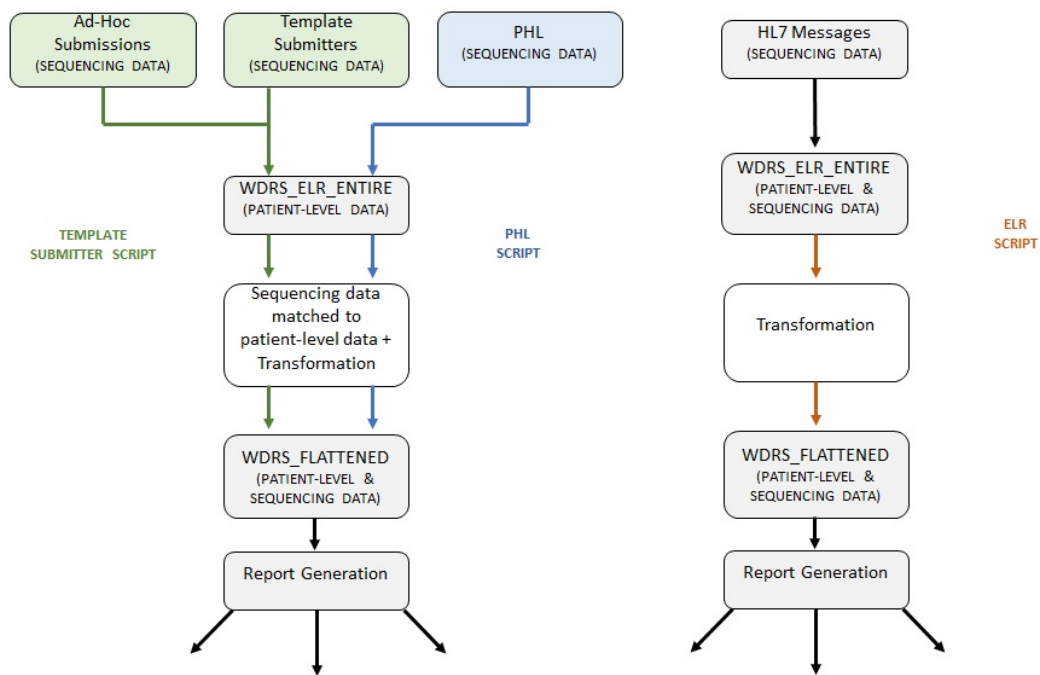 Ad-Hoc
Submissions
(SEQUENCING DATA)
Template
Submitters
(SEQUENCING DATA)
PHL
(SEQUENCING DATA)
HL7 Messages
(SEQUENCING DATA)
WDRS_ELR_ENTIRE
(PATIENT-LEVEL DATA)
WDRS_ELR_ENTIRE
(PATIENT-LEVEL &
SEQUENCING DATA)
TEMPLATE
SUBMITTER SCRIPT
PHL
SCRIPT
ELR
SCRIPT
Sequencing data
matched to
patient-level data +
Transformation
Transformation
WDRS_FLATTENED
(PATIENT-LEVEL &
SEQUENCING DATA)
WDRS_FLATTENED
(PATIENT-LEVEL &
SEQUENCING DATA)
Report Generation
Report Generation